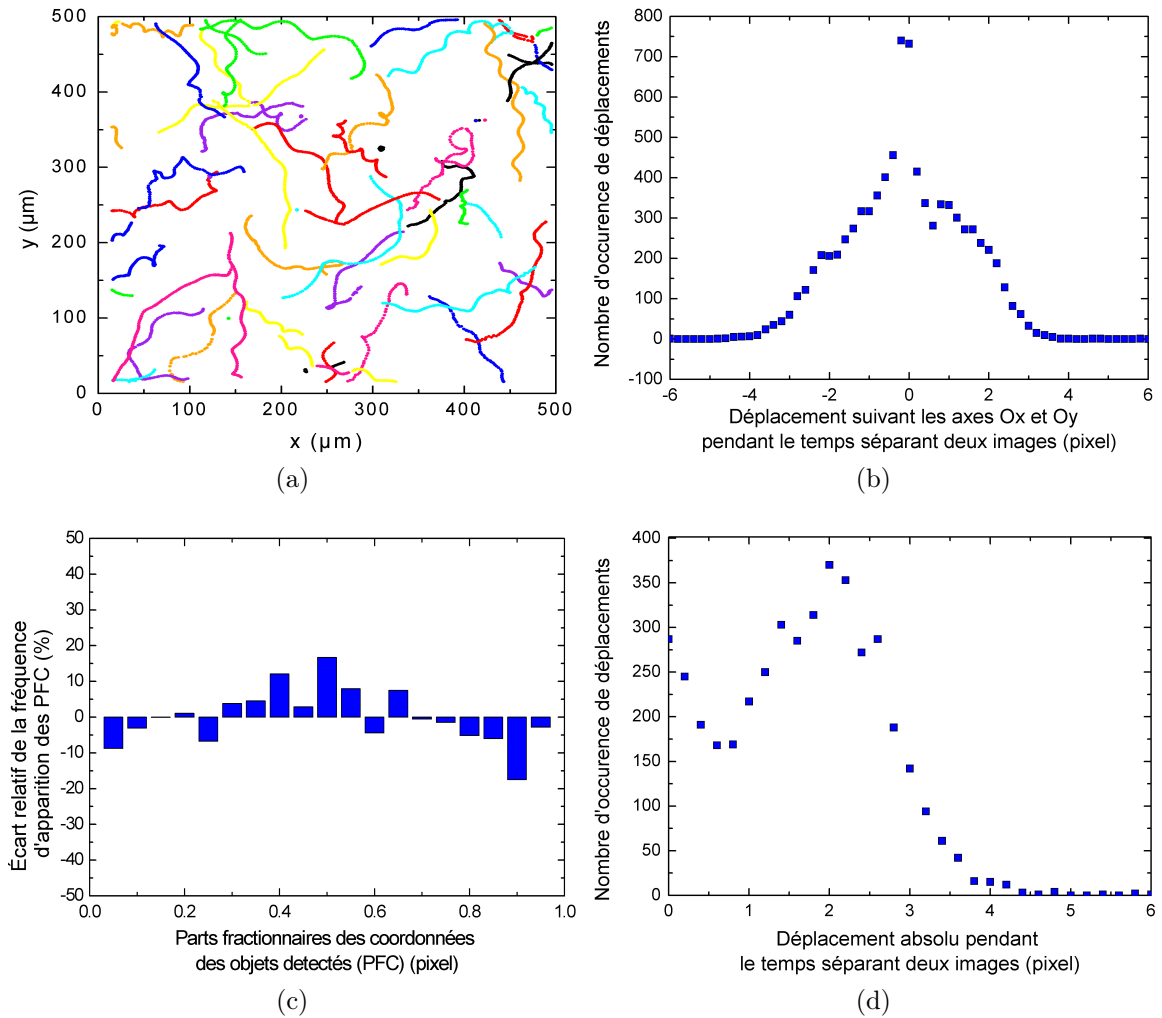 500
400
300
200
100
0
y (µm)
0 100 200 300 400 500
x (µm)
(a)
800
700
600
500
400
300
200
100
0
-100
Nombre d'occurence de déplacements
-6 -4 -2 0 2 4 6
Déplacement suivant les axes Ox et Oy
pendant le temps séparant deux images (pixel)
(b)
50
40
30
20
10
0
-10
-20
-30
-40
-50
Écart relatif de la fréquence
d'apparition des PFC (%)
0.0 0.2 0.4 0.6 0.8 1.0
Parts fractionnaires des coordonnées
des objets detectés (PFC) (pixel)
(c)
400
350
300
250
200
150
100
50
0
Nombre d'occurence de déplacements
0 1 2 3 4 5 6
Déplacement absolu pendant
le temps séparant deux images (pixel)
(d)